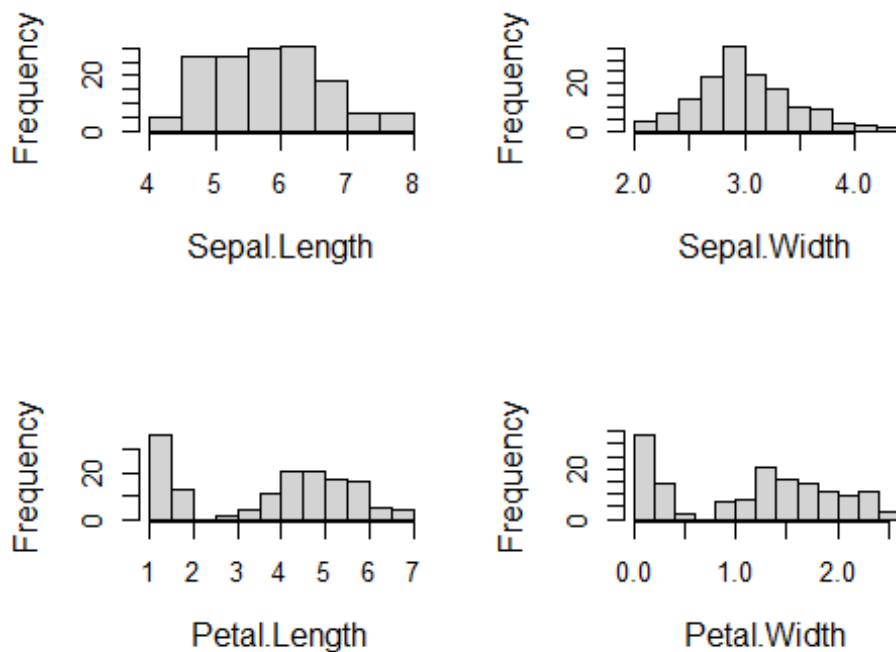 Frequency
20
0
4 5 6 7 8
Sepal.Length
Frequency
20
0
2.0 3.0 4.0
Sepal.Width
Frequency
20
0
1 2 3 4 5 6 7
Petal.Length
Frequency
20
0
0.0 1.0 2.0
Petal.Width